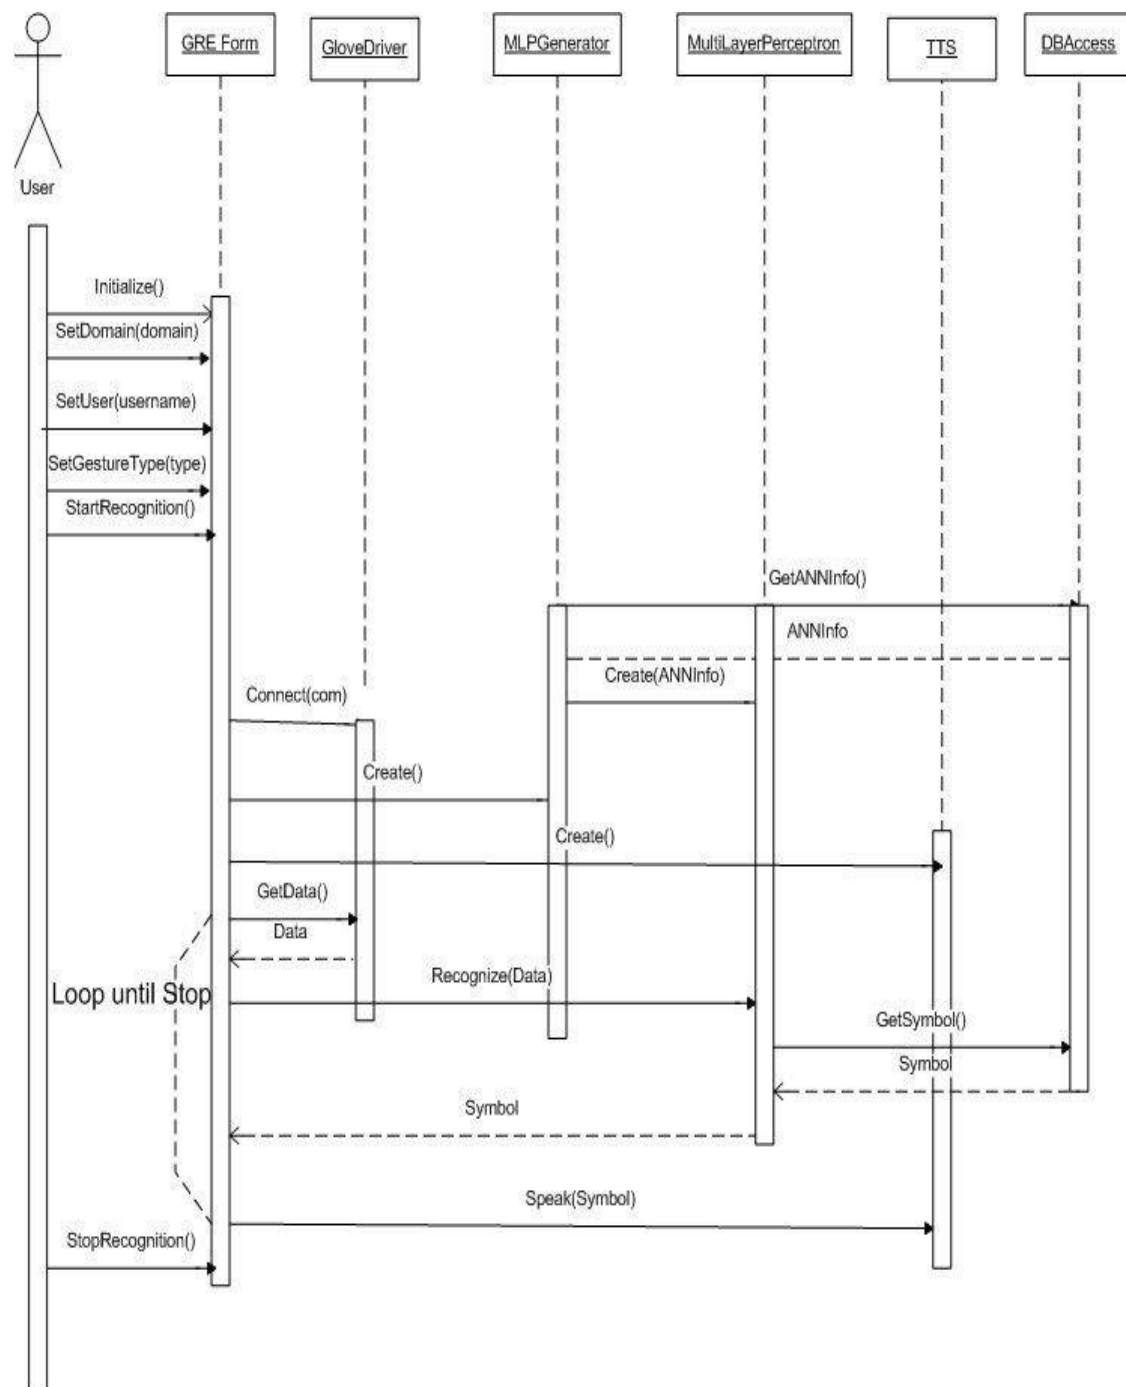 GRE Form
GloveDriver
MLPGenerator
MultiLayerPerceptron
TTS
DBAccess
User
Initialize()
SetDomain(domain)
SetUser(username)
SetGestureType(type)
StartRecognition()
GetANNInfo()
ANNInfo
Create(ANNInfo)
Connect(com)
Create()
Create()
GetData()
Data
Recognize(Data)
Loop until Stop
GetSymbol()
Symbol
Symbol
Speak(Symbol)
StopRecognition()